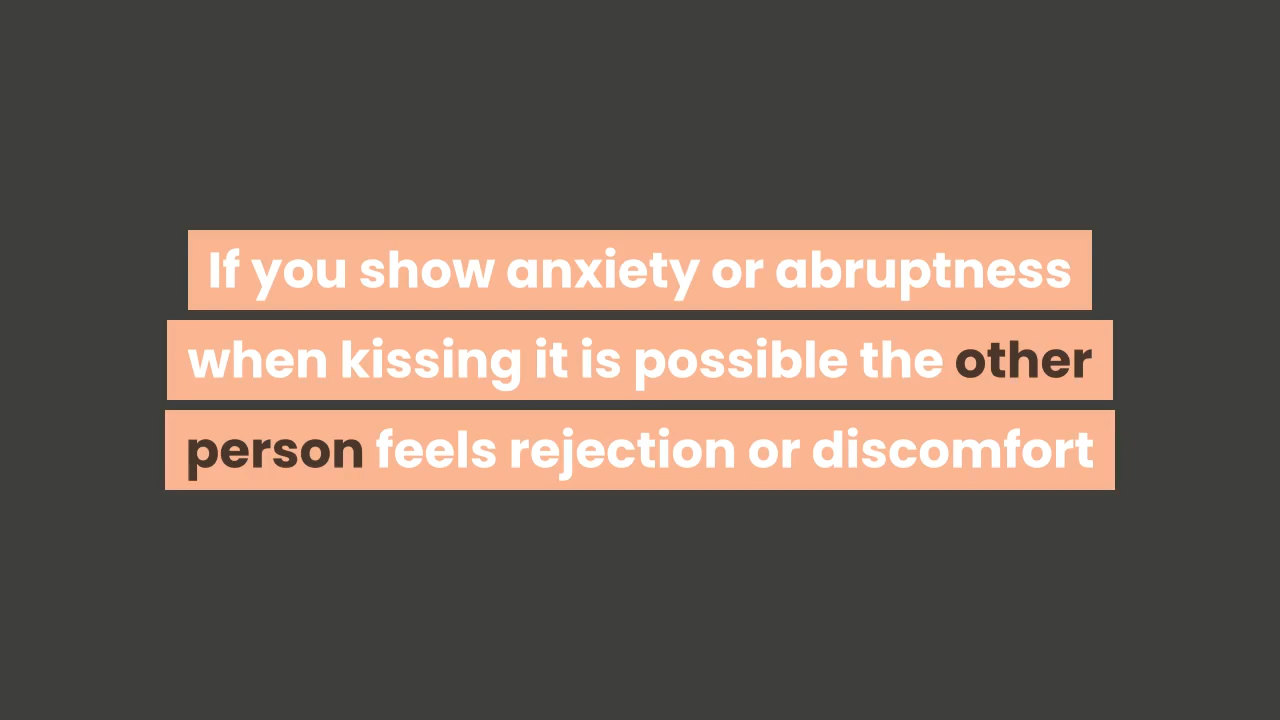 If you show anxiety or abruptness
when kissing it is possible the other
person feels rejection or discomfort